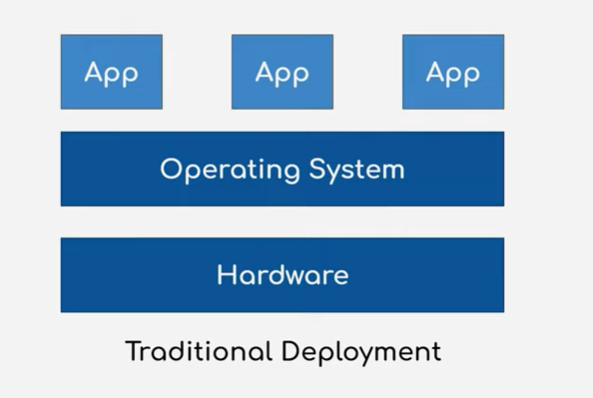 App App App
Operating System
Hardware
Traditional Deployment